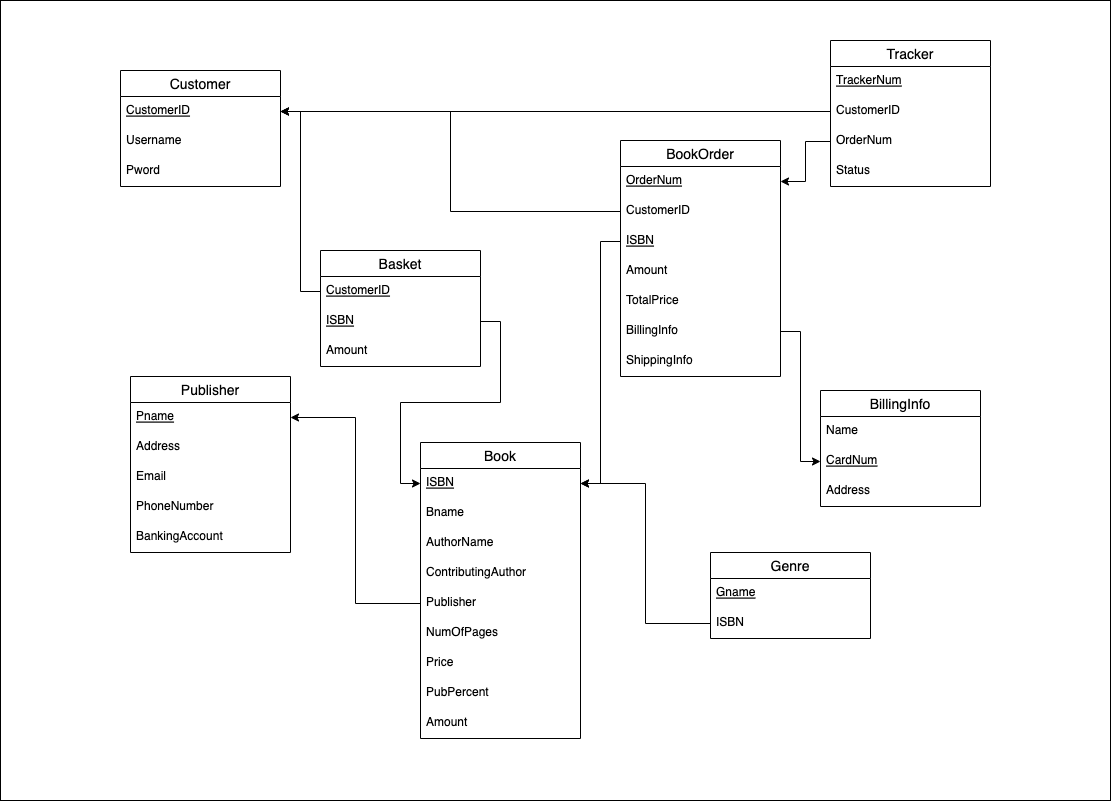 Customer
CustomerID
Username
Pword
Tracker
TrackerNum
CustomerID
OrderNum
Status
BookOrder
OrderNum
CustomerID
ISBN
Amount
TotalPrice
BillingInfo
ShippingInfo
Basket
CustomerID
ISBN
Amount
Publisher
Pname
Address
Email
PhoneNumber
BankingAccount
Book
ISBN
Bname
AuthorName
ContributingAuthor
Publisher
NumOfPages
Price
PubPercent
Amount
BillingInfo
Name
CardNum
Address
Genre
Gname
ISBN